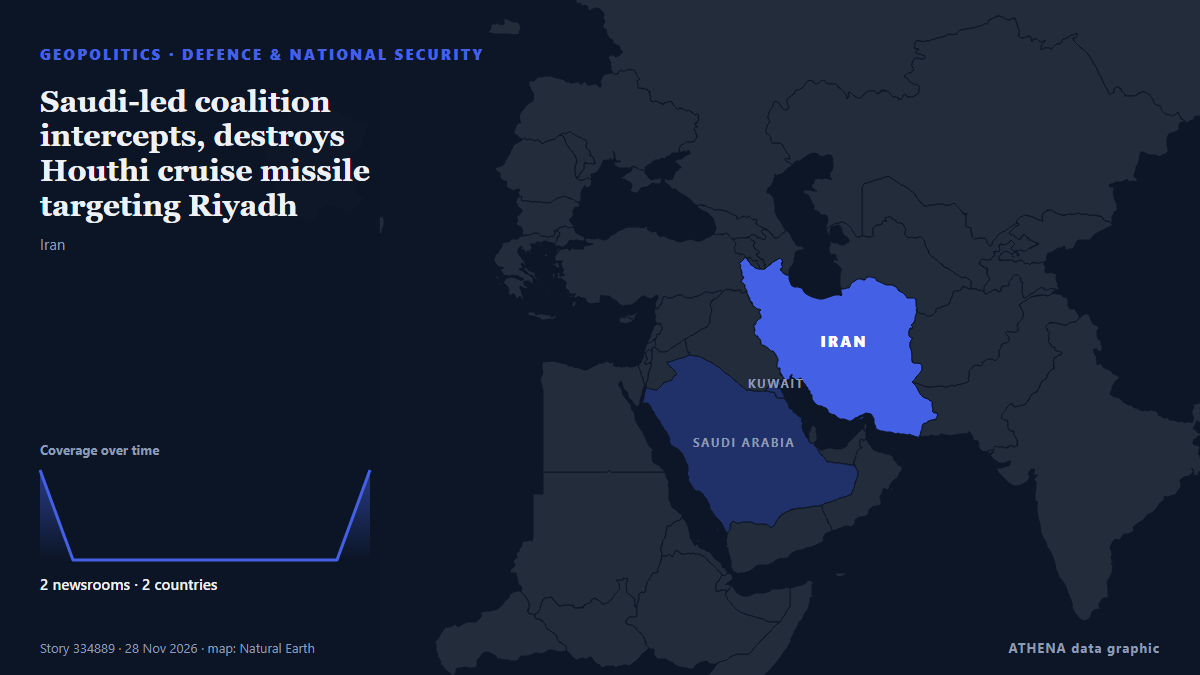 GEOPOLITICS · DEFENCE & NATIONAL SECURITY
Saudi-led coalition
intercepts, destroys
Houthi cruise missile
targeting Riyadh
Iran
IRAN
KUWAIT
SAUDI ARABIA
Coverage over time
2 newsrooms · 2 countries
Story 334889 · 28 Nov 2026 · map: Natural Earth
ATHENA data graphic